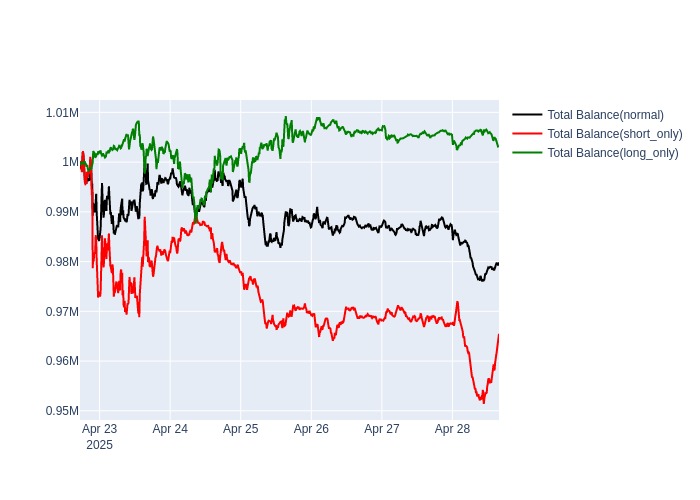 1.01M
1M
0.99M
0.98M
0.97M
0.96M
0.95M
Apr 23
2025
Apr 24
Apr 25
Apr 26
Apr 27
Apr 28
Total Balance(normal)
Total Balance(short_only)
Total Balance(long_only)